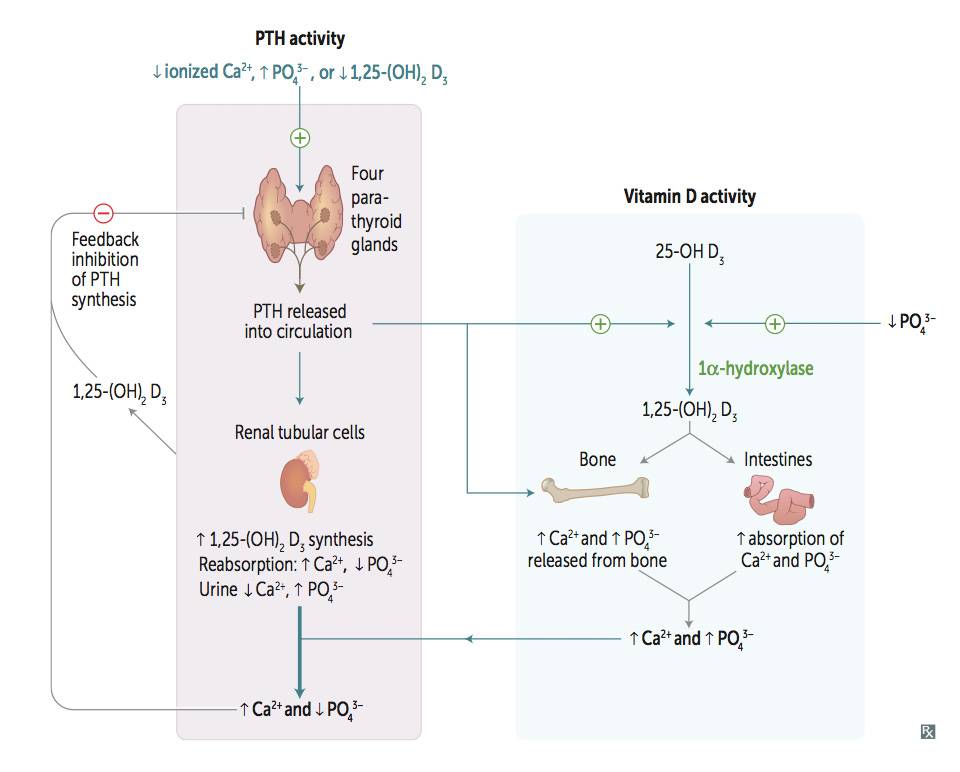 PTH activity
↓ionized Ca²⁺, ↑PO₄³⁻, or ↓1,25-(OH)₂ D₃
Four
para-
thyroid
glands
Feedback
inhibition
of PTH
synthesis
PTH released
into circulation
1,25-(OH)₂ D₃
Renal tubular cells
↑1,25-(OH)₂ D₃ synthesis
Reabsorption: ↑Ca²⁺, ↓PO₄³⁻
Urine ↓Ca²⁺, ↑PO₄³⁻
↑Ca²⁺ and ↓PO₄³⁻
Vitamin D activity
25-OH D₃
↓PO₄³⁻
1α-hydroxylase
1,25-(OH)₂ D₃
Bone
Intestines
↑Ca²⁺ and ↑PO₄³⁻
released from bone
↑absorption of
Ca²⁺ and PO₄³⁻
↑Ca²⁺ and ↑PO₄³⁻
Rx